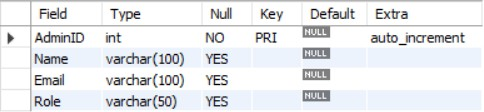 Field Type Null Key Default Extra
AdminID int NO PRI NULL auto_increment
Name varchar(100) YES NULL
Email varchar(100) YES NULL
Role varchar(50) YES NULL